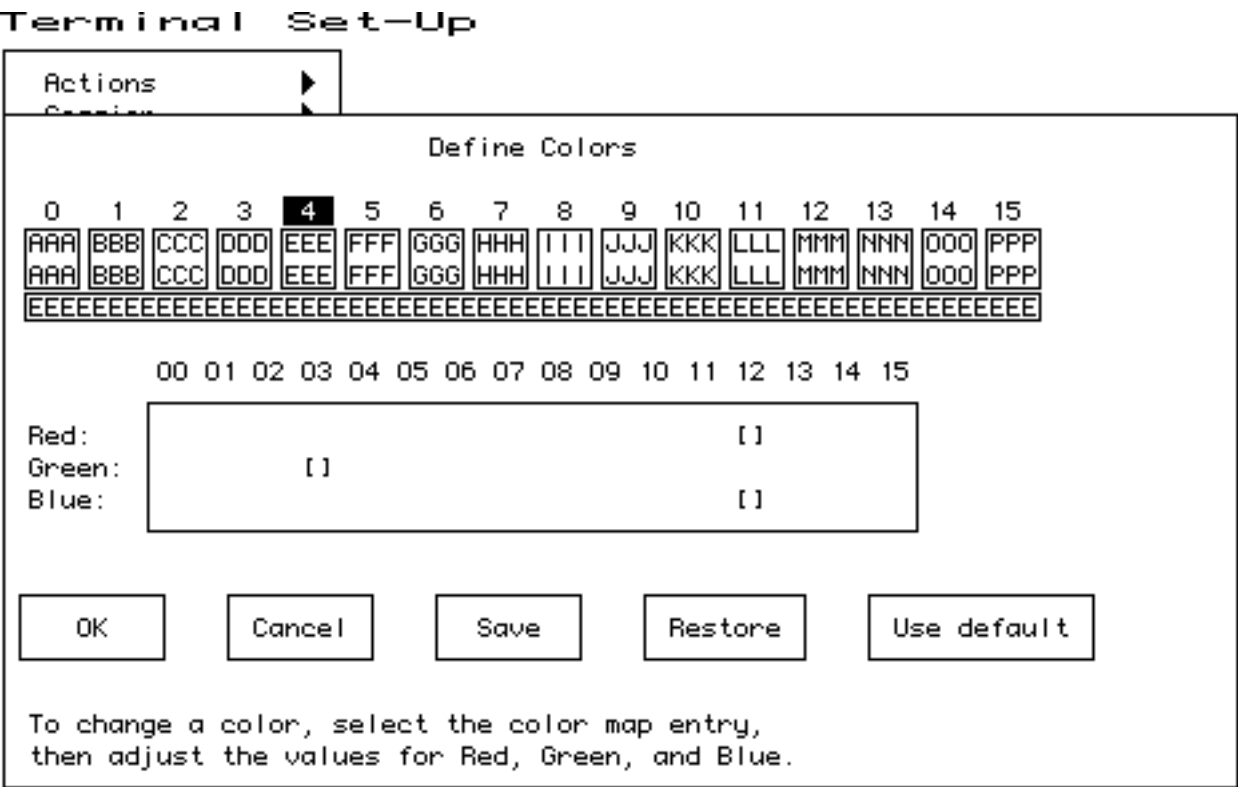 Terminal Set-Up
Actions
Define Colors
0 1 2 3 4 5 6 7 8 9 10 11 12 13 14 15
AAA BBB CCC DDD EEE FFF GGG HHH III JJJ KKK LLL MMM NNN OOO PPP
AAA BBB CCC DDD EEE FFF GGG HHH III JJJ KKK LLL MMM NNN OOO PPP
EEEEEEEEEEEEEEEEEEEEEEEEEEEEEEEEEEEEEEEEEEEEEEEEEEEEEEEEEEEEEEE
00 01 02 03 04 05 06 07 08 09 10 11 12 13 14 15
Red: []
Green: []
Blue: []
OK Cancel Save Restore Use default
To change a color, select the color map entry,
then adjust the values for Red, Green, and Blue.